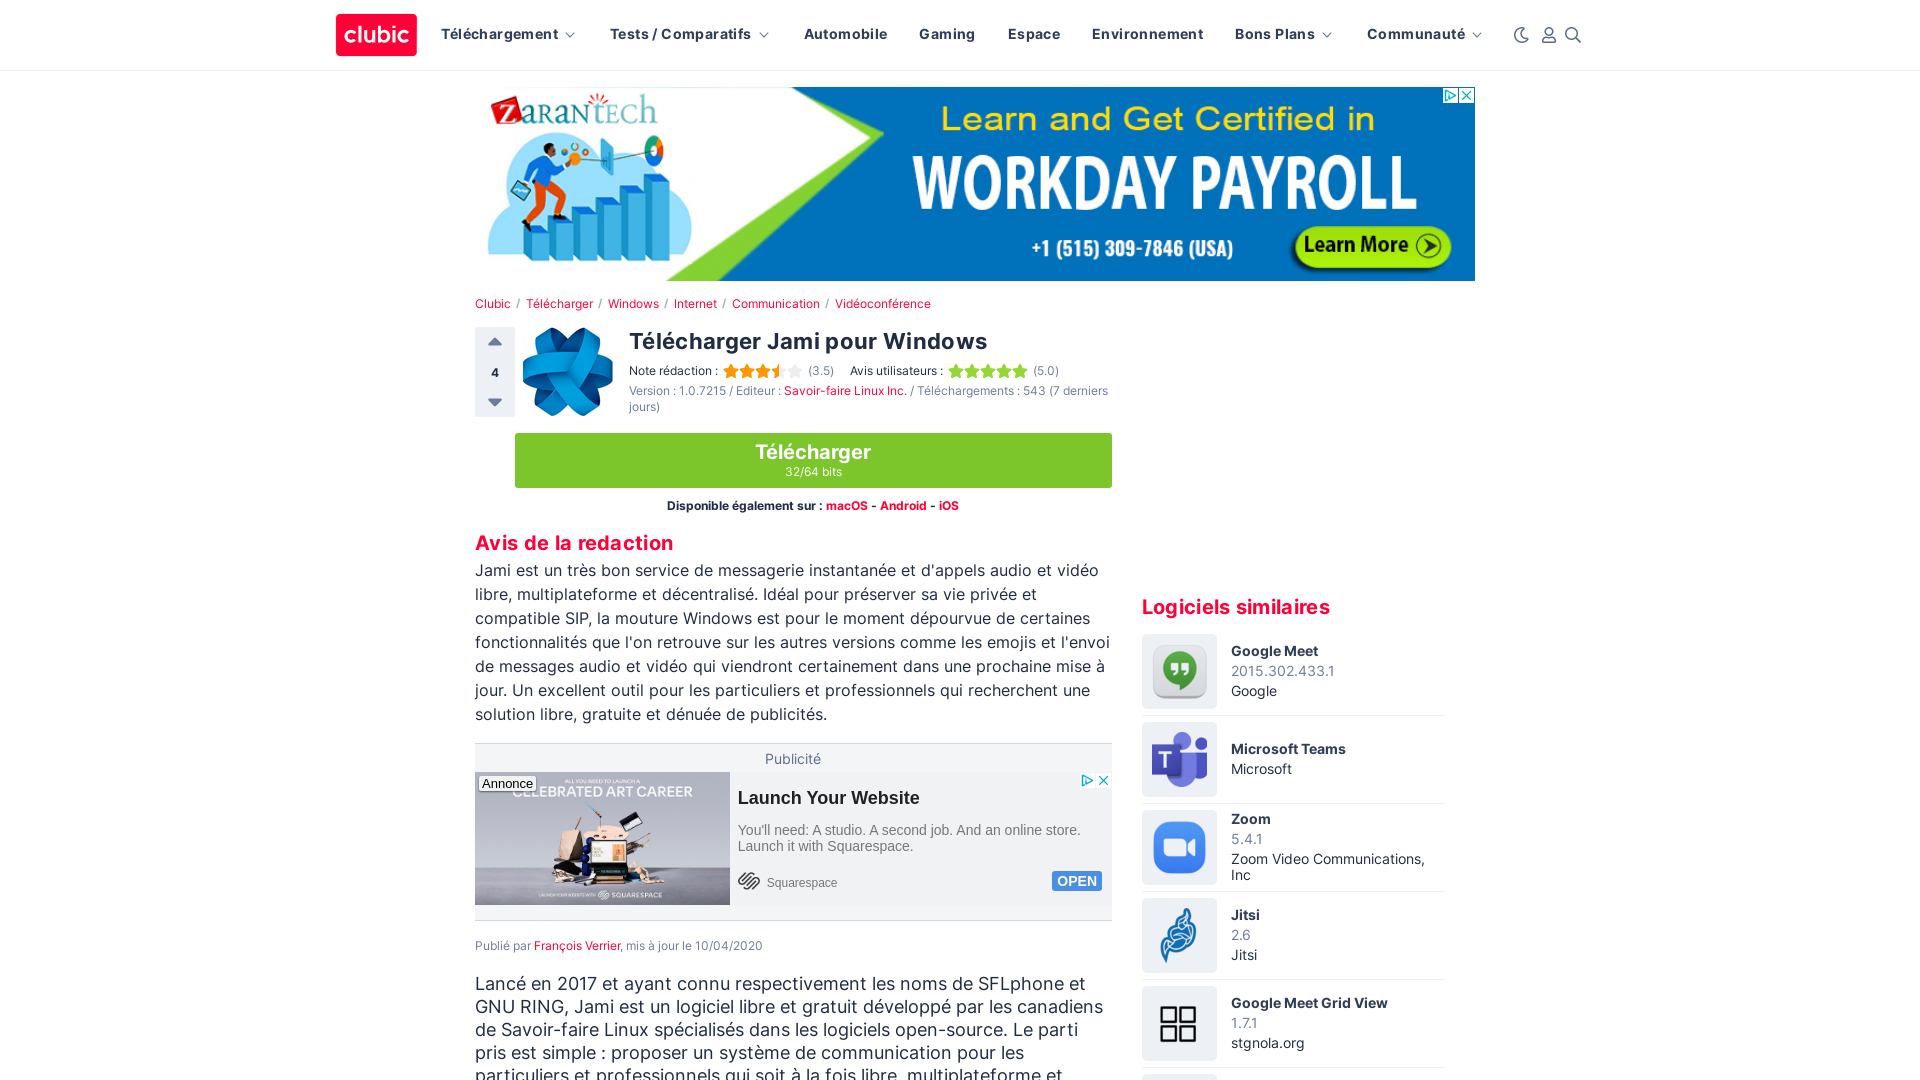 clubic
Téléchargement
Tests / Comparatifs
Automobile
Gaming
Espace
Environnement
Bons Plans
Communauté
ZARANTECH
Learn and Get Certified in
WORKDAY PAYROLL
+1 (515) 309-7846 (USA)
Learn More
Clubic / Télécharger / Windows / Internet / Communication / Vidéoconférence
4
Télécharger Jami pour Windows
Note rédaction : (3.5) Avis utilisateurs : (5.0)
Version : 1.0.7215 / Editeur : Savoir-faire Linux Inc. / Téléchargements : 543 (7 derniers
jours)
Télécharger
32/64 bits
Disponible également sur : macOS - Android - iOS
Avis de la redaction
Jami est un très bon service de messagerie instantanée et d'appels audio et vidéo
libre, multiplateforme et décentralisé. Idéal pour préserver sa vie privée et
compatible SIP, la mouture Windows est pour le moment dépourvue de certaines
fonctionnalités que l'on retrouve sur les autres versions comme les emojis et l'envoi
de messages audio et vidéo qui viendront certainement dans une prochaine mise à
jour. Un excellent outil pour les particuliers et professionnels qui recherchent une
solution libre, gratuite et dénuée de publicités.
Publicité
Annonce
ALL YOU NEED TO LAUNCH A
CELEBRATED ART CAREER
LAUNCH YOUR WEBSITE WITH SQUARESPACE
Launch Your Website
You'll need: A studio. A second job. And an online store.
Launch it with Squarespace.
Squarespace
OPEN
Publié par François Verrier, mis à jour le 10/04/2020
Lancé en 2017 et ayant connu respectivement les noms de SFLphone et
GNU RING, Jami est un logiciel libre et gratuit développé par les canadiens
de Savoir-faire Linux spécialisés dans les logiciels open-source. Le parti
pris est simple : proposer un système de communication pour les
particuliers et professionnels qui soit à la fois libre, multiplateforme et
Logiciels similaires
Google Meet
2015.302.433.1
Google
Microsoft Teams
Microsoft
Zoom
5.4.1
Zoom Video Communications,
Inc
Jitsi
2.6
Jitsi
Google Meet Grid View
1.7.1
stgnola.org